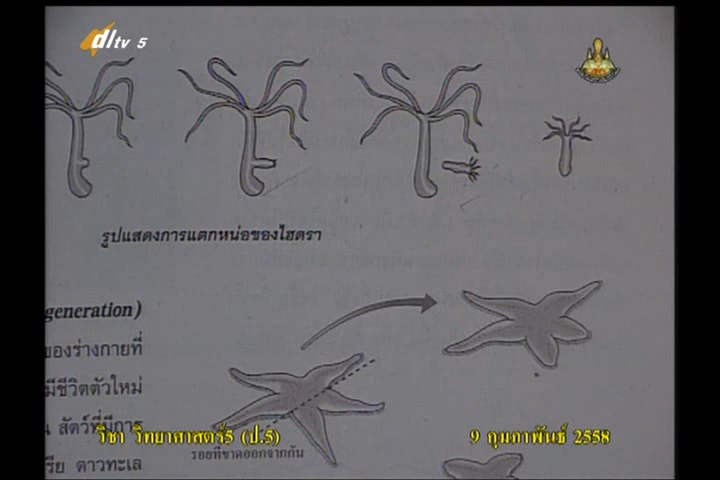 dltv 5
รูปแสดงการแตกหน่อของไฮดรา
generation)
ของร่างกายที่
มีชีวิตตัวใหม่
น สัตว์ที่มีการ
รีย ดาวทะเล
รอยที่ขาดออกจากกัน
วิชา วิทยาศาสตร์5 (ป.5)
9 กุมภาพันธ์ 2558